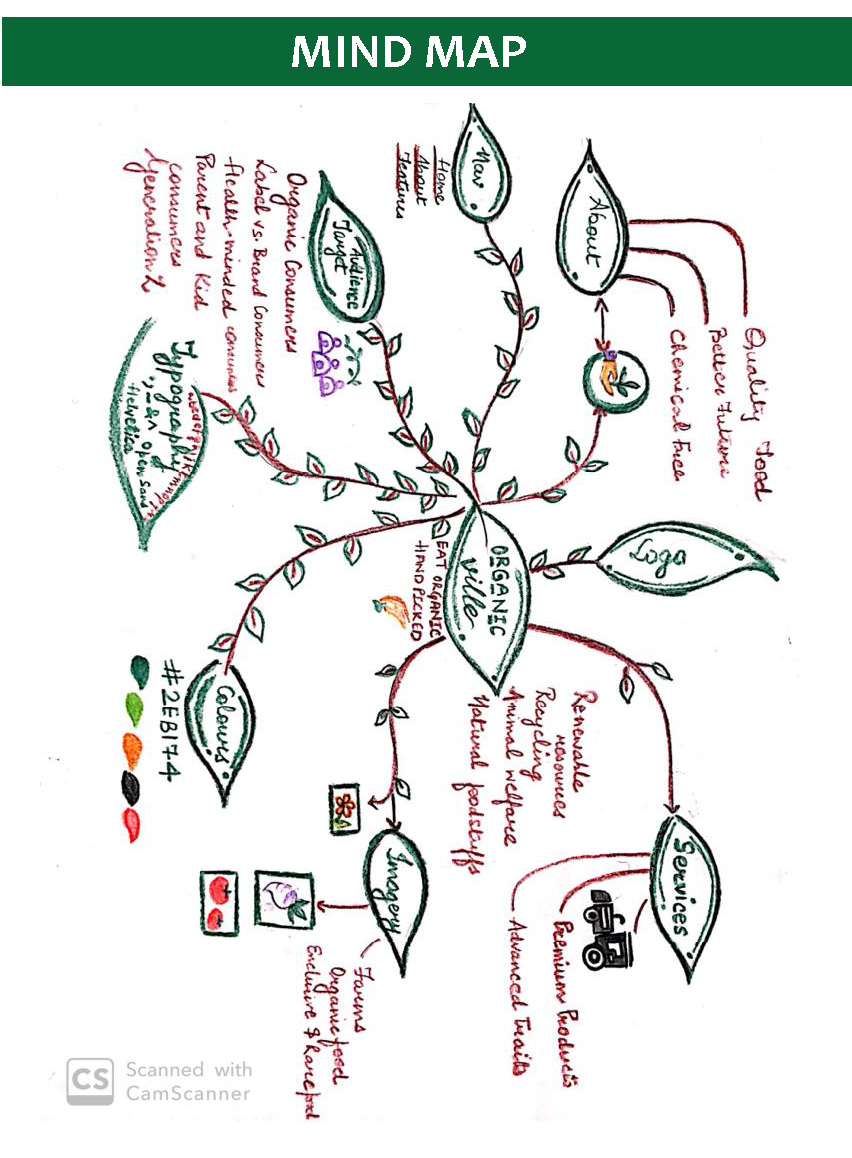 MIND MAP
Nav
Home
About
Features
About
Quality Food
Better Future
Chemical Free
Audience
Target
Organic Consumers
Label vs. Brand Consumers
Health-minded consumers
Parent and Kid
consumers
Generation Z
Typography
Helvetica
Open Sans
Logo
ORGANIC
ville
EAT ORGANIC
HAND PICKED
Colours
#2EB174
Renewable
resources
Recycling
Animal welfare
Natural foodstuffs
Services
Premium Products
Advanced Traits
Imagery
Farms
Organic food
Exclusive & Rare food
CS
Scanned with
CamScanner